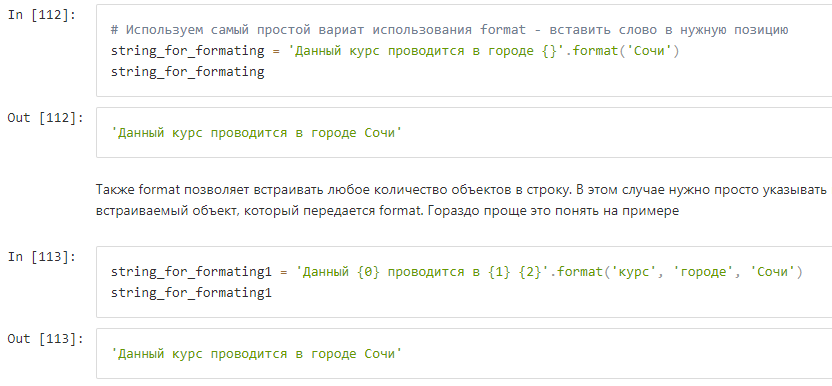 In [112]:
# Используем самый простой вариант использования format - вставить слово в нужную позицию
string_for_formating = 'Данный курс проводится в городе {}'.format('Сочи')
string_for_formating
Out [112]:
'Данный курс проводится в городе Сочи'
Также format позволяет встраивать любое количество объектов в строку. В этом случае нужно просто указывать
встраиваемый объект, который передается format. Гораздо проще это понять на примере
In [113]:
string_for_formating1 = 'Данный {0} проводится в {1} {2}'.format('курс', 'городе', 'Сочи')
string_for_formating1
Out [113]:
'Данный курс проводится в городе Сочи'